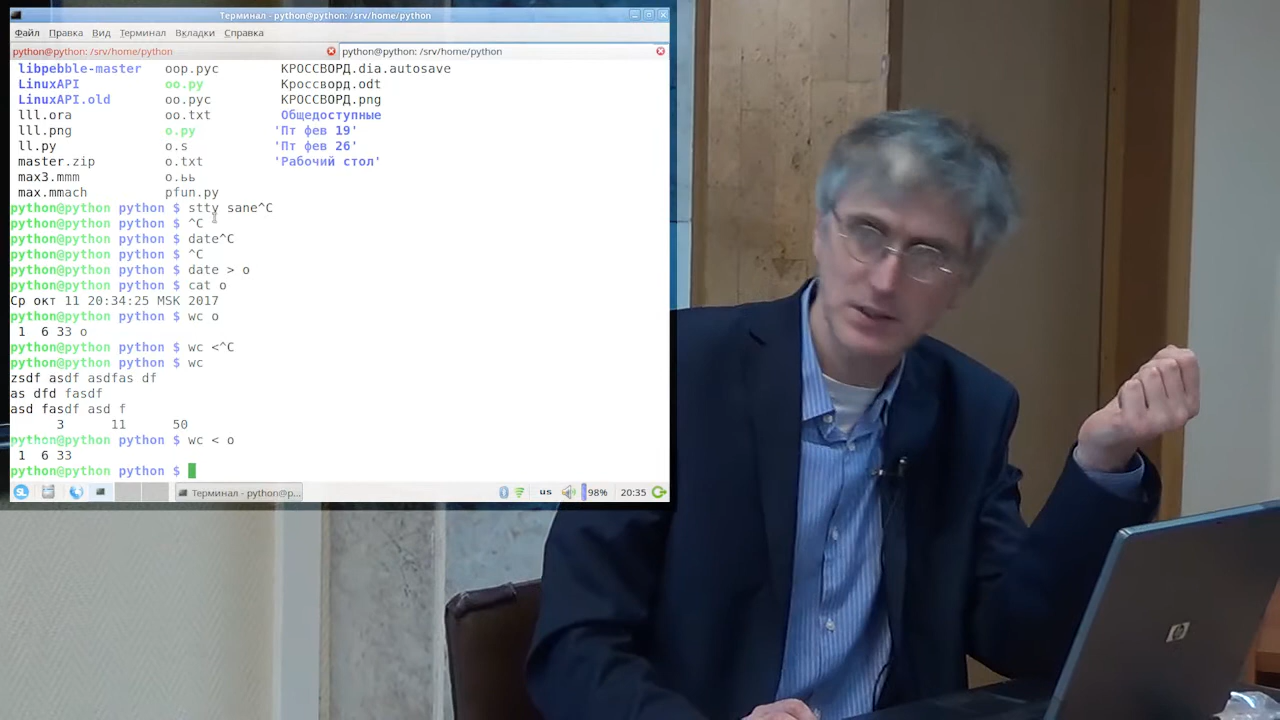 Терминал - python@python: /srv/home/python
Файл Правка Вид Терминал Вкладки Справка
python@python: /srv/home/python python@python: /srv/home/python
libpebble-master oop.pyc КРОССВОРД.dia.autosave
LinuxAPI oo.py Кроссворд.odt
LinuxAPI.old oo.pyc КРОССВОРД.png
lll.ora oo.txt Общедоступные
lll.png o.py 'Пт фев 19'
ll.py o.s 'Пт фев 26'
master.zip o.txt 'Рабочий стол'
max3.mmm o.ьь
max.mmach pfun.py
python@python python $ stty sane^C
python@python python $ ^C
python@python python $ date^C
python@python python $ ^C
python@python python $ date > o
python@python python $ cat o
Ср окт 11 20:34:25 MSK 2017
python@python python $ wc o
1 6 33 o
python@python python $ wc <^C
python@python python $ wc
zsdf asdf asdfas df
as dfd fasdf
asd fasdf asd f
3 11 50
python@python python $ wc < o
1 6 33
python@python python $
Терминал - python@p... us 98% 20:35
hp